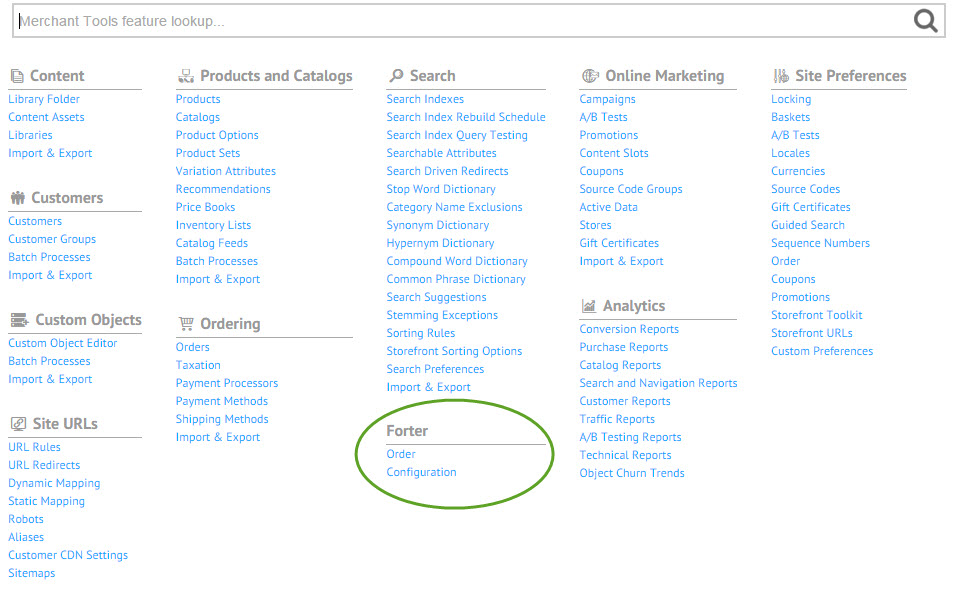 Merchant Tools feature lookup...
Content
Library Folder
Content Assets
Libraries
Import & Export
Customers
Customers
Customer Groups
Batch Processes
Import & Export
Custom Objects
Custom Object Editor
Batch Processes
Import & Export
Site URLs
URL Rules
URL Redirects
Dynamic Mapping
Static Mapping
Robots
Aliases
Customer CDN Settings
Sitemaps
Products and Catalogs
Products
Catalogs
Product Options
Product Sets
Variation Attributes
Recommendations
Price Books
Inventory Lists
Catalog Feeds
Batch Processes
Import & Export
Ordering
Orders
Taxation
Payment Processors
Payment Methods
Shipping Methods
Import & Export
Search
Search Indexes
Search Index Rebuild Schedule
Search Index Query Testing
Searchable Attributes
Search Driven Redirects
Stop Word Dictionary
Category Name Exclusions
Synonym Dictionary
Hypernym Dictionary
Compound Word Dictionary
Common Phrase Dictionary
Search Suggestions
Stemming Exceptions
Sorting Rules
Storefront Sorting Options
Search Preferences
Import & Export
Forter
Order
Configuration
Online Marketing
Campaigns
A/B Tests
Promotions
Content Slots
Coupons
Source Code Groups
Active Data
Stores
Gift Certificates
Import & Export
Analytics
Conversion Reports
Purchase Reports
Catalog Reports
Search and Navigation Reports
Customer Reports
Traffic Reports
A/B Testing Reports
Technical Reports
Object Churn Trends
Site Preferences
Locking
Baskets
A/B Tests
Locales
Currencies
Source Codes
Gift Certificates
Guided Search
Sequence Numbers
Order
Coupons
Promotions
Storefront Toolkit
Storefront URLs
Custom Preferences